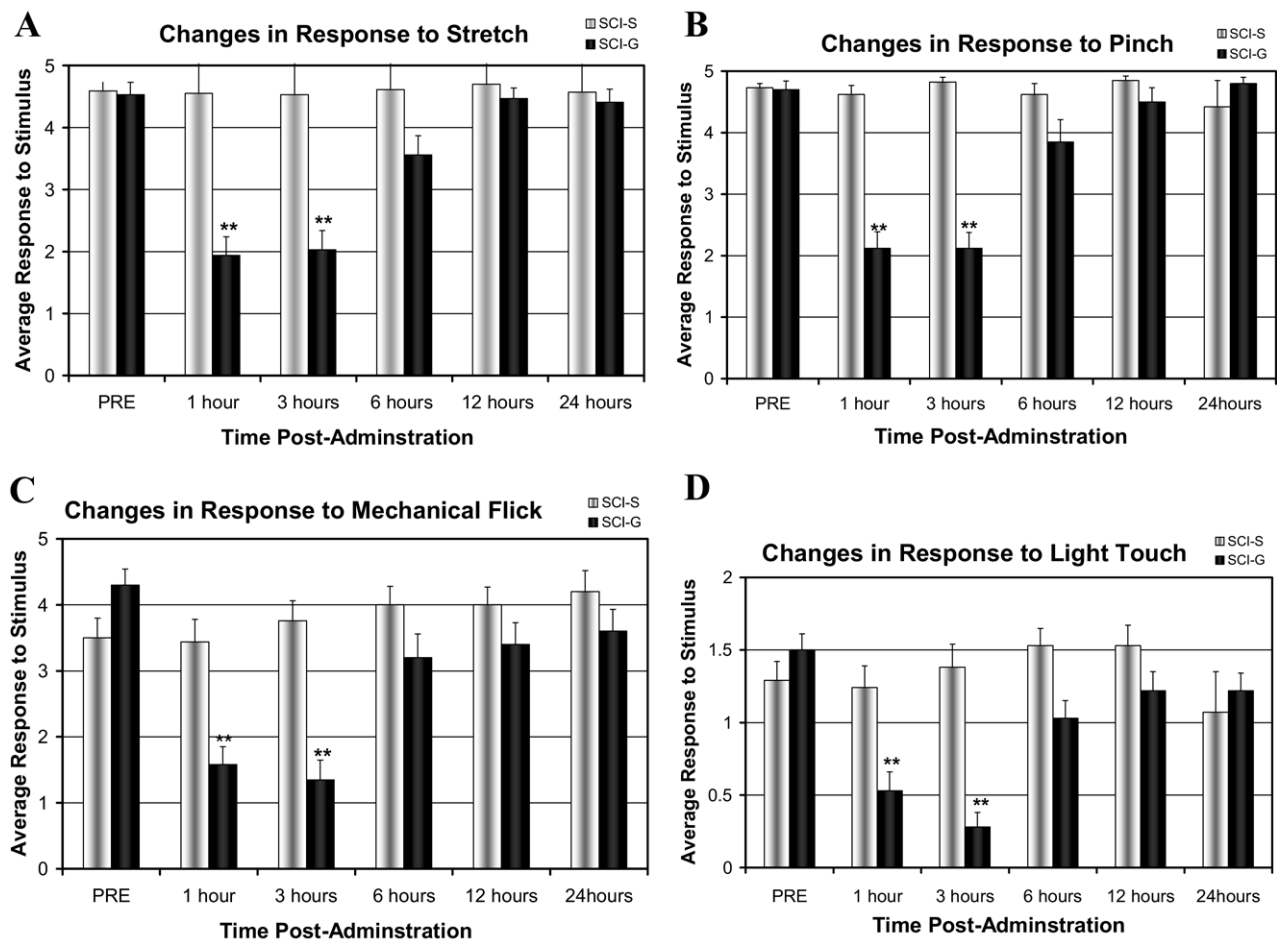 A
Changes in Response to Stretch
SCI-S
SCI-G
Average Response to Stimulus
5
4
3
2
1
0
**
**
PRE 1 hour 3 hours 6 hours 12 hours 24 hours
Time Post-Adminstration
B
Changes in Response to Pinch
SCI-S
SCI-G
Average Response to Stimulus
5
4
3
2
1
0
**
**
PRE 1 hour 3 hours 6 hours 12 hours 24hours
Time Post-Adminstration
C
Changes in Response to Mechanical Flick
SCI-S
SCI-G
Average Response to Stimulus
5
4
3
2
1
0
**
**
PRE 1 hour 3 hours 6 hours 12 hours 24hours
Time Post-Adminstration
D
Changes in Response to Light Touch
SCI-S
SCI-G
Average Response to Stimulus
2
1.5
1
0.5
0
**
**
PRE 1 hour 3 hours 6 hours 12 hours 24hours
Time Post-Adminstration